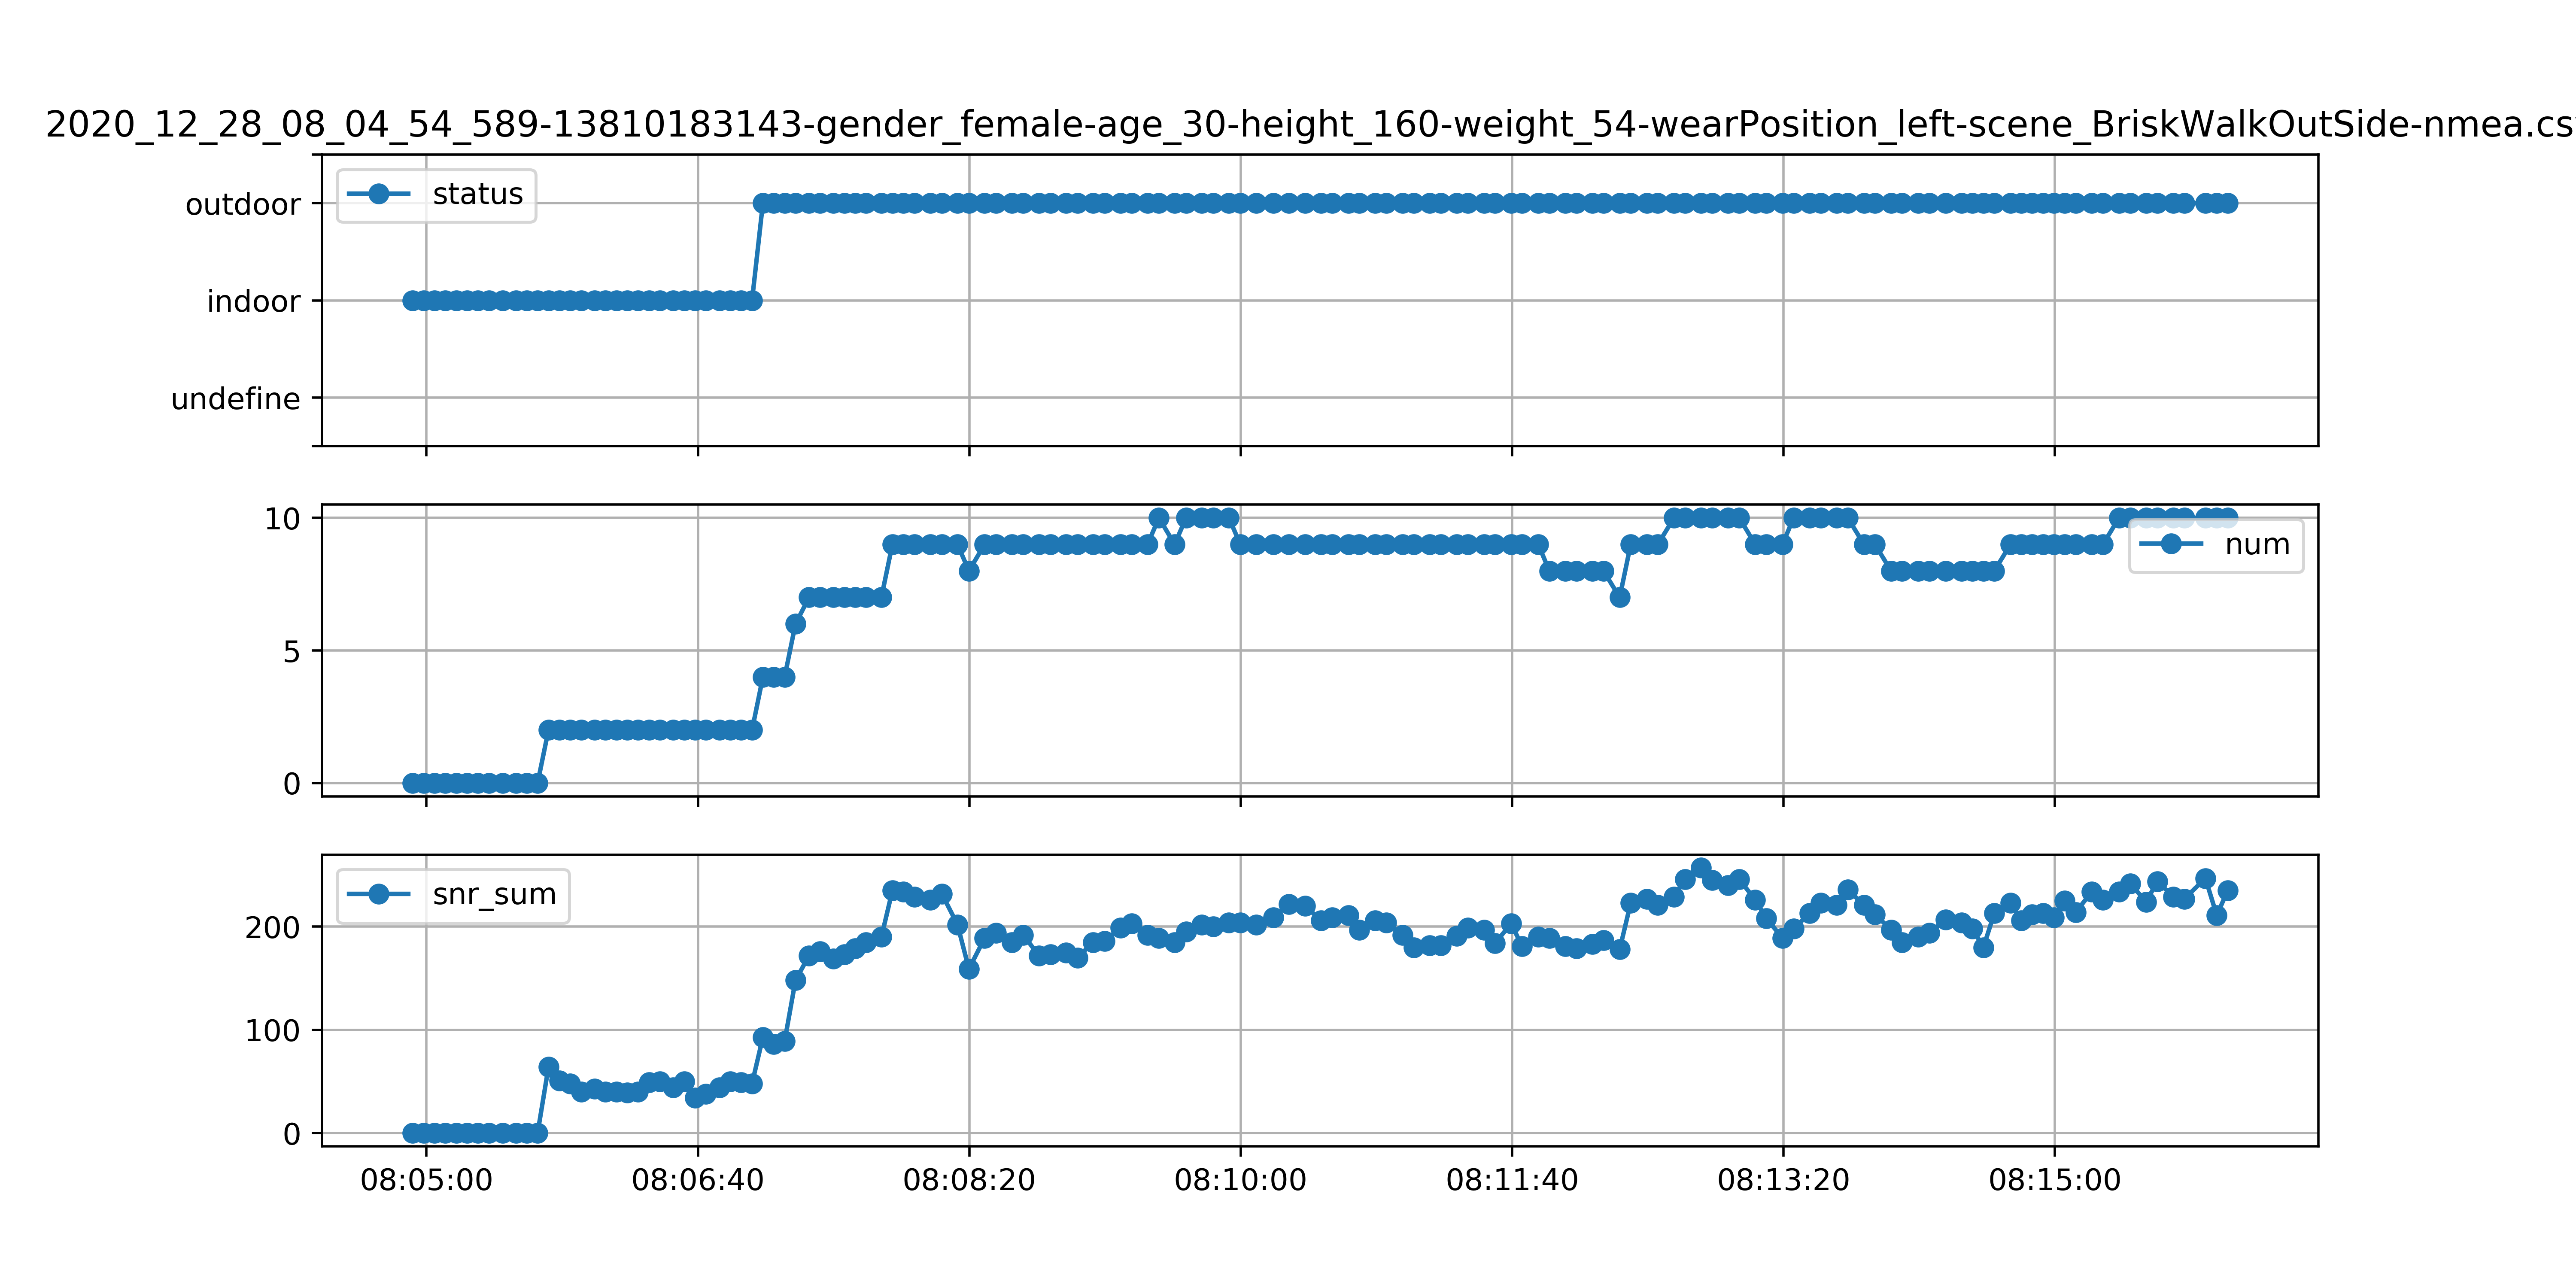 2020_12_28_08_04_54_589-13810183143-gender_female-age_30-height_160-weight_54-wearPosition_left-scene_BriskWalkOutSide-nmea.cs
status
outdoor
indoor
undefine
num
10
5
0
snr_sum
200
100
0
08:05:00 08:06:40 08:08:20 08:10:00 08:11:40 08:13:20 08:15:00